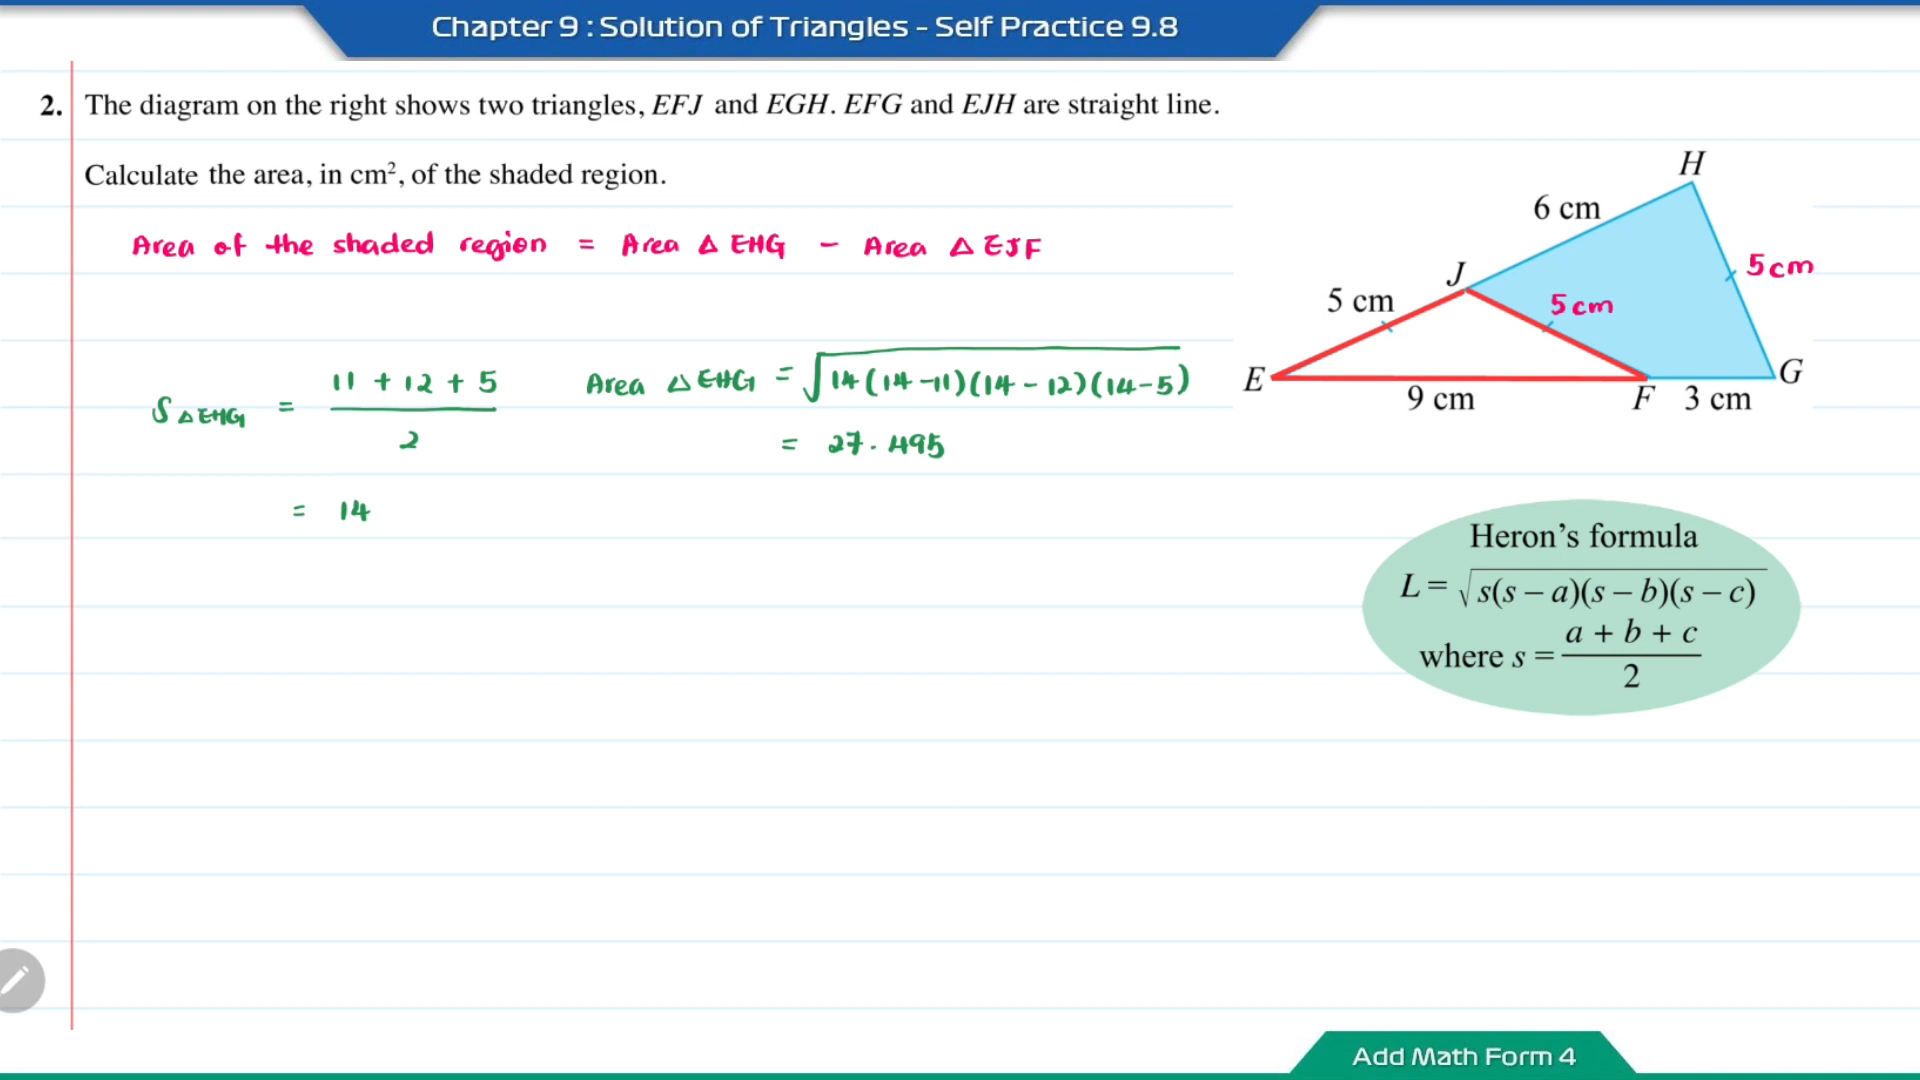 Chapter 9 : Solution of Triangles - Self Practice 9.8
2. The diagram on the right shows two triangles, EFJ and EGH. EFG and EJH are straight line.
Calculate the area, in cm², of the shaded region.
Area of the shaded region = Area △ EHG - Area △ EJF
H
6 cm
J
5 cm
5 cm
5 cm
E
9 cm
F
3 cm
G
S△EHG = (11 + 12 + 5)/2
= 14
Area △EHG = √14(14-11)(14-12)(14-5)
= 27.495
Heron's formula
L = √s(s – a)(s – b)(s – c)
where s = (a + b + c)/2
Add Math Form 4